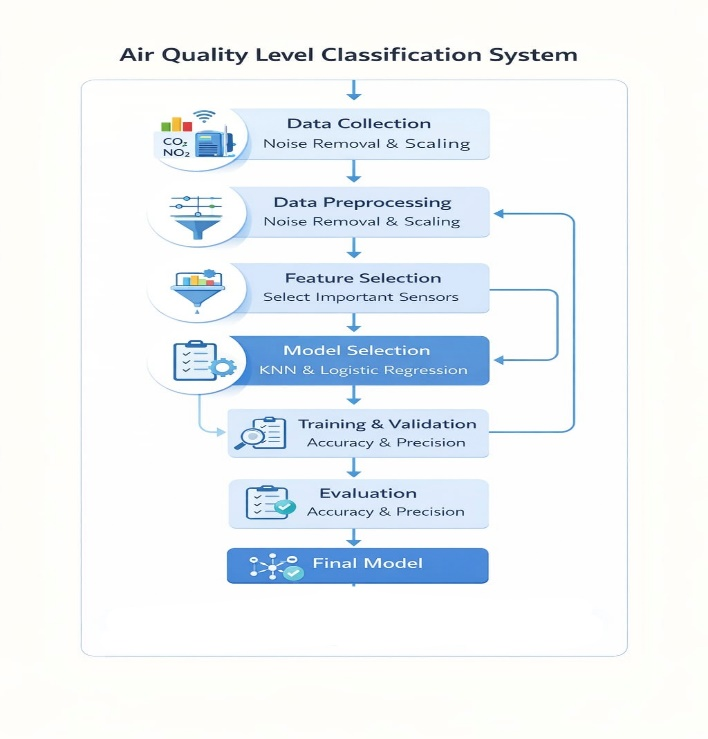 Air Quality Level Classification System
Data Collection
CO₂
NO₂
Noise Removal & Scaling
Data Preprocessing
Noise Removal & Scaling
Feature Selection
Select Important Sensors
Model Selection
KNN & Logistic Regression
Training & Validation
Accuracy & Precision
Evaluation
Accuracy & Precision
Final Model